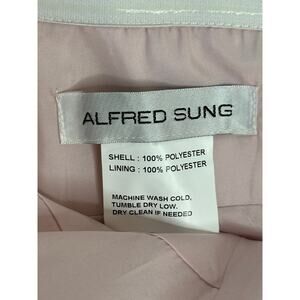 ALFRED SUNG
SHELL : 100% POLYESTER
LINING : 100% POLYESTER
MACHINE WASH COLD,
TUMBLE DRY LOW.
DRY CLEAN IF NEEDED